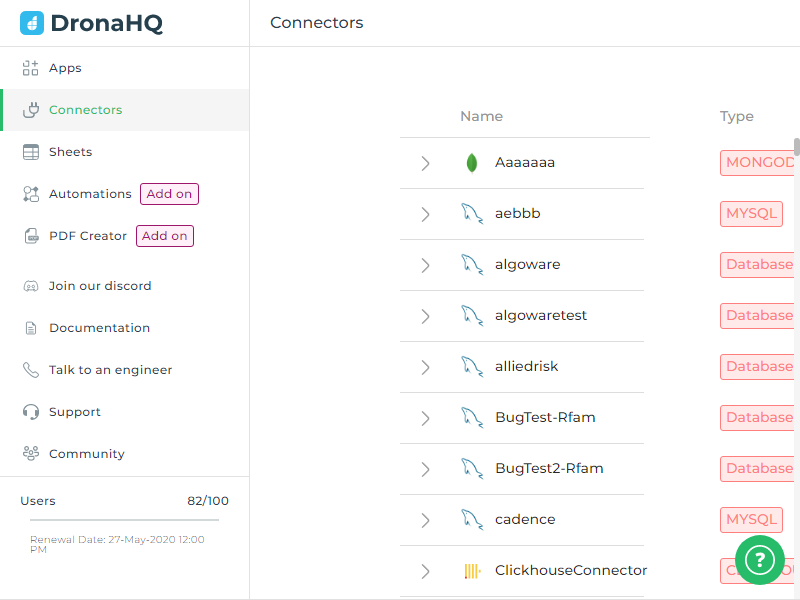 DronaHQ
Connectors
Apps
Connectors
Sheets
Automations Add on
PDF Creator Add on
Join our discord
Documentation
Talk to an engineer
Support
Community
Users 82/100
Renewal Date: 27-May-2020 12:00
PM
Name Type
Aaaaaaa MONGOD
aebbb MYSQL
algoware Database
algowaretest Database
alliedrisk Database
BugTest-Rfam Database
BugTest2-Rfam Database
cadence MYSQL
ClickhouseConnector
?